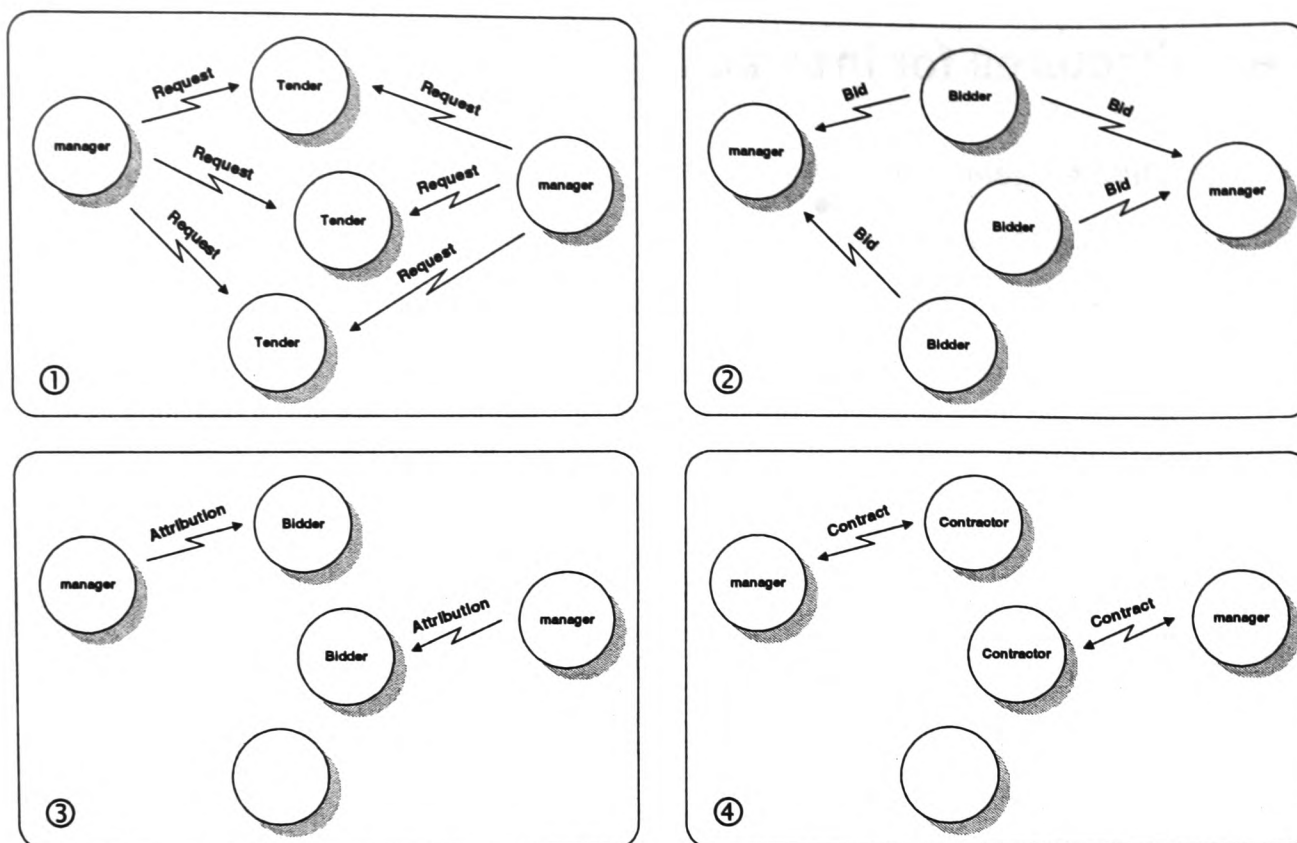 Request
Tender
Request
manager
Request
Request
manager
Tender
Request
Request
Tender
①
Bid
Bidder
Bid
manager
Bid
manager
Bidder
Bid
Bidder
②
Attribution
Bidder
manager
Attribution
manager
Bidder
③
Contract
Contractor
manager
Contract
manager
Contractor
④